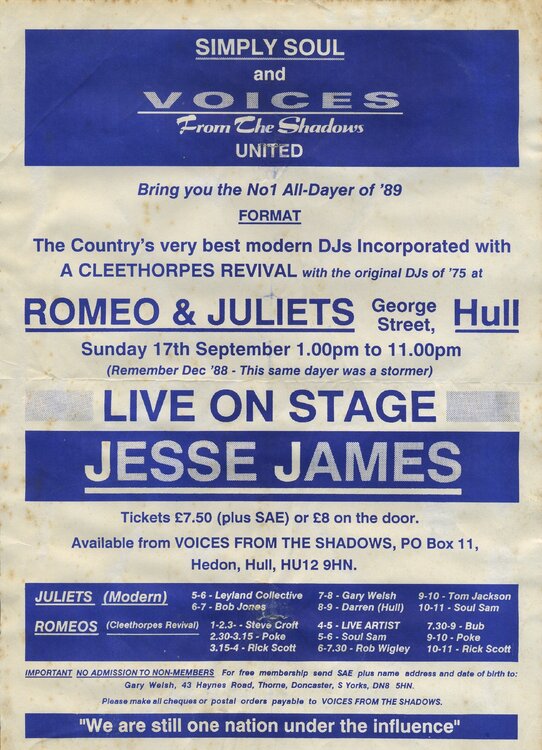 SIMPLY SOUL
and
VOICES
From The Shadows
UNITED
Bring you the No1 All-Dayer of '89
FORMAT
The Country's very best modern DJs Incorporated with
A CLEETHORPES REVIVAL with the original DJs of '75 at
ROMEO & JULIETS George Street, Hull
Sunday 17th September 1.00pm to 11.00pm
(Remember Dec '88 - This same dayer was a stormer)
LIVE ON STAGE
JESSE JAMES
Tickets £7.50 (plus SAE) or £8 on the door.
Available from VOICES FROM THE SHADOWS, PO Box 11,
Hedon, Hull, HU12 9HN.
JULIETS (Modern) 5-6 - Leyland Collective 7-8 - Gary Welsh 9-10 - Tom Jackson
6-7 - Bob Jones 8-9 - Darren (Hull) 10-11 - Soul Sam
ROMEOS (Cleethorpes Revival) 1-2.3- - Steve Croft 4-5 - LIVE ARTIST 7.30-9 - Bub
2.30-3.15 - Poke 5-6 - Soul Sam 9-10 - Poke
3.15-4 - Rick Scott 6-7.30 - Rob Wigley 10-11 - Rick Scott
IMPORTANT NO ADMISSION TO NON-MEMBERS For free membership send SAE plus name address and date of birth to:
Gary Welsh, 43 Haynes Road, Thorne, Doncaster, S Yorks, DN8 5HN.
Please make all cheques or postal orders payable to VOICES FROM THE SHADOWS.
"We are still one nation under the influence"